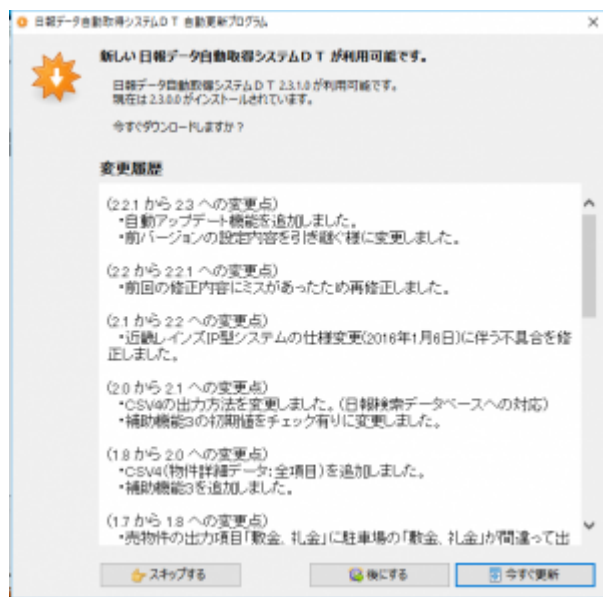 日報データ自動取得システムＤＴ 自動更新プログラム
新しい 日報データ自動取得システムＤＴ が利用可能です。
日報データ自動取得システムＤＴ 2.3.1.0 が利用可能です。
現在は 2.3.0.0 がインストールされています。
今すぐダウンロードしますか？
変更履歴
(2.2.1 から 2.3 への変更点)
・自動アップデート機能を追加しました。
・前バージョンの設定内容を引き継ぐ様に変更しました。
(2.2 から 2.2.1 への変更点)
・前回の修正内容にミスがあったため再修正しました。
(2.1 から 2.2 への変更点)
・近畿レインズIP型システムの仕様変更(2016年1月6日)に伴う不具合を修
正しました。
(2.0 から 2.1 への変更点)
・CSV4の出力方法を変更しました。(日報検索データベースへの対応)
・補助機能3の初期値をチェック有りに変更しました。
(1.8 から 2.0 への変更点)
・CSV4(物件詳細データ:全項目)を追加しました。
・補助機能3を追加しました。
(1.7 から 1.8 への変更点)
・売物件の出力項目「敷金、礼金」に駐車場の「敷金、礼金」が間違って出
スキップする
後にする
今すぐ更新